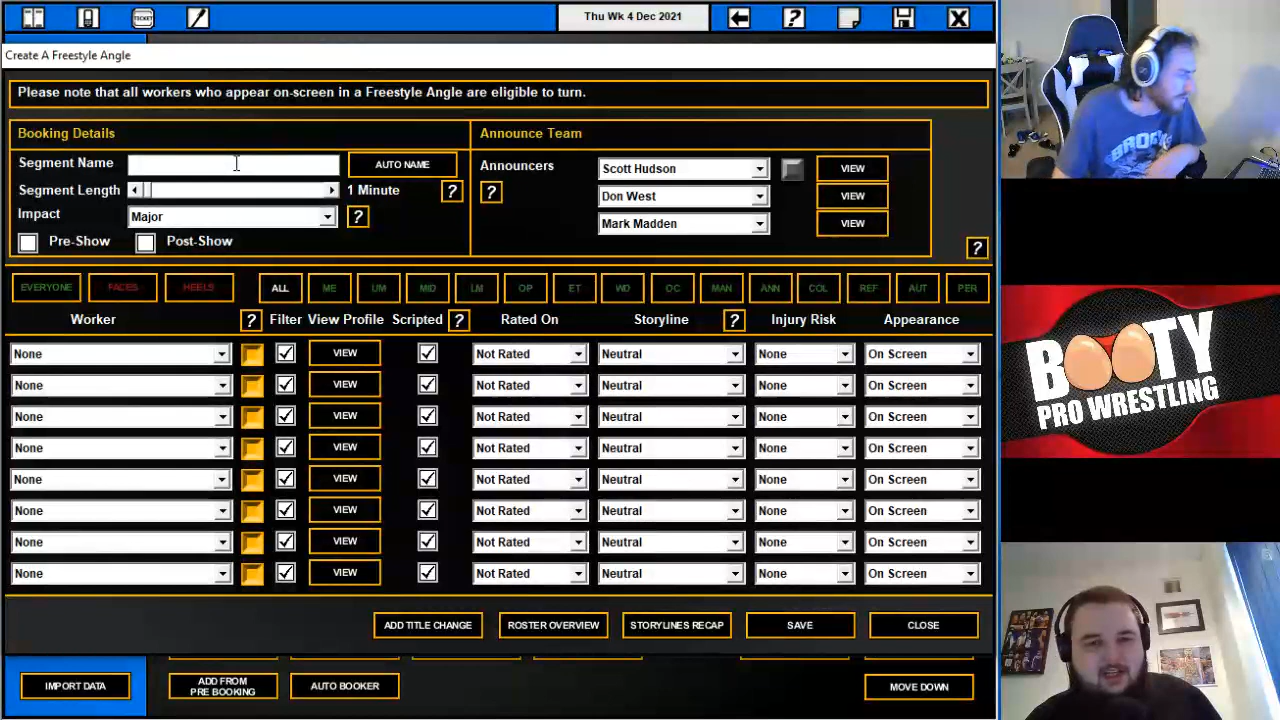 TICKET
Thu Wk 4 Dec 2021
?
Create A Freestyle Angle
Please note that all workers who appear on-screen in a Freestyle Angle are eligible to turn.
Booking Details
Announce Team
Segment Name
AUTO NAME
Announcers
Scott Hudson
VIEW
Segment Length
1 Minute
?
?
Don West
VIEW
Impact
Major
?
Mark Madden
VIEW
Pre-Show
Post-Show
?
EVERYONE FACES HEELS ALL ME UM MID LM OP ET WD OC MAN ANN COL REF AUT PER
Worker ? Filter View Profile Scripted ? Rated On Storyline ? Injury Risk Appearance
None VIEW Not Rated Neutral None On Screen
None VIEW Not Rated Neutral None On Screen
None VIEW Not Rated Neutral None On Screen
None VIEW Not Rated Neutral None On Screen
None VIEW Not Rated Neutral None On Screen
None VIEW Not Rated Neutral None On Screen
None VIEW Not Rated Neutral None On Screen
None VIEW Not Rated Neutral None On Screen
ADD TITLE CHANGE ROSTER OVERVIEW STORYLINES RECAP SAVE CLOSE
IMPORT DATA
ADD FROM
PRE BOOKING
AUTO BOOKER
MOVE DOWN
BOOTY
PRO WRESTLING